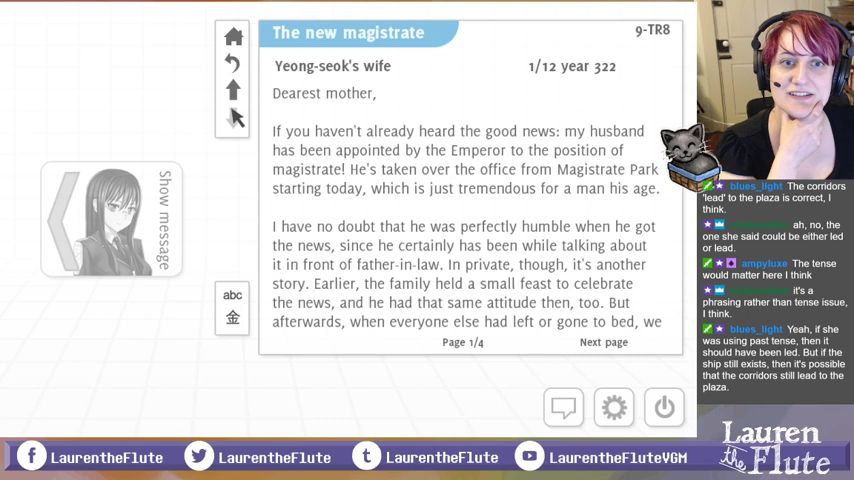 The new magistrate
9-TR8
Yeong-seok's wife
1/12 year 322
Dearest mother,
If you haven't already heard the good news: my husband
has been appointed by the Emperor to the position of
magistrate! He's taken over the office from Magistrate Park
starting today, which is just tremendous for a man his age.
I have no doubt that he was perfectly humble when he got
the news, since he certainly has been while talking about
it in front of father-in-law. In private, though, it's another
story. Earlier, the family held a small feast to celebrate
the news, and he had that same attitude then, too. But
afterwards, when everyone else had left or gone to bed, we
Page 1/4
Next page
Show message
abc
金
blues_light The corridors
'lead' to the plaza is correct, I
think.
ah, no, the
one she said could be either led
or lead.
ampyluxe The tense
would matter here I think
it's a
phrasing rather than tense issue,
I think.
blues_light Yeah, if she
was using past tense, then it
should have been led. But if the
ship still exists, then it's possible
that the corridors still lead to the
plaza.
LaurentheFlute
LaurentheFlute
LaurentheFlute
LaurentheFluteVGM
Lauren
the Flute